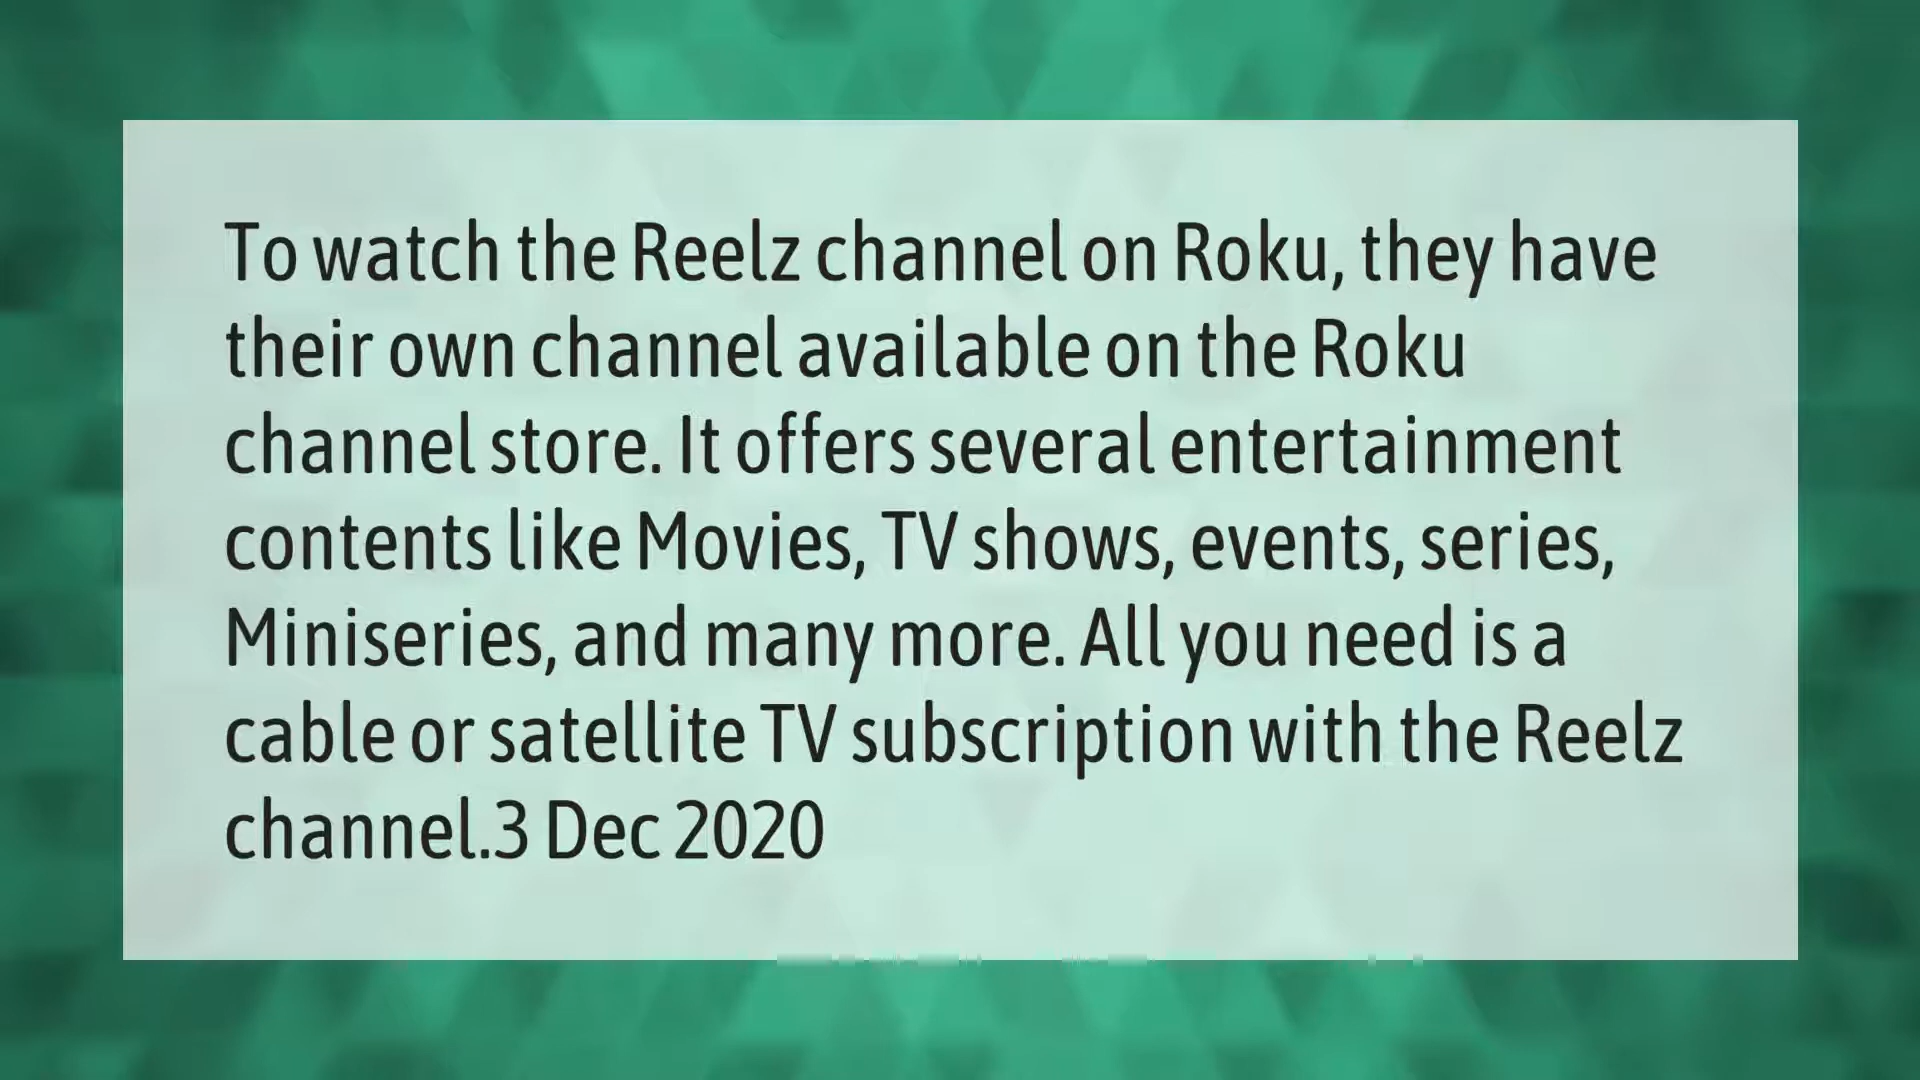 To watch the Reelz channel on Roku, they have
their own channel available on the Roku
channel store. It offers several entertainment
contents like Movies, TV shows, events, series,
Miniseries, and many more. All you need is a
cable or satellite TV subscription with the Reelz
channel.3 Dec 2020